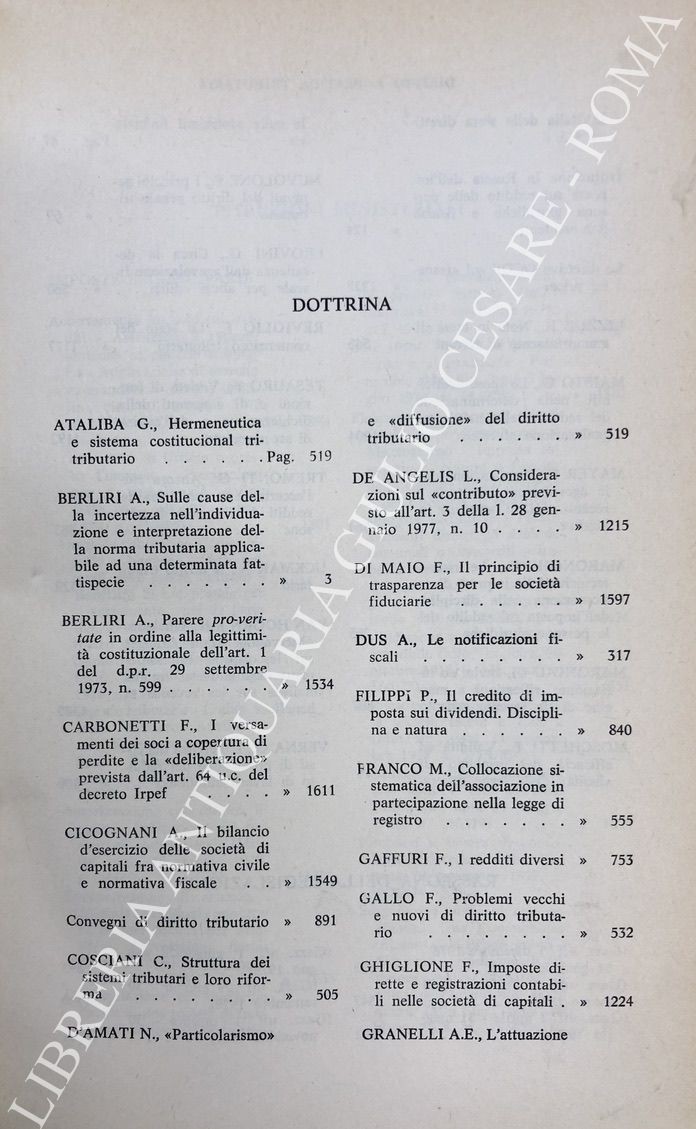 DOTTRINA
ATALIBA G., Hermeneutica
e sistema costitucional tri-
tributario . . . . . . Pag. 519
BERLIRI A., Sulle cause del-
la incertezza nell'individua-
zione e interpretazione del-
la norma tributaria applica-
bile ad una determinata fat-
tispecie . . . . . . . » 3
BERLIRI A., Parere pro-veri-
tate in ordine alla legittimi-
tà costituzionale dell'art. 1
del d.p.r. 29 settembre
1973, n. 599 . . . . . . » 1534
CARBONETTI F., I versa-
menti dei soci a copertura di
perdite e la «deliberazione»
prevista dall'art. 64 u.c. del
decreto Irpef . . . . » 1611
CICOGNANI A., Il bilancio
d'esercizio delle società di
capitali fra normativa civile
e normativa fiscale . . » 1549
Convegni di diritto tributario » 891
COSCIANI C., Struttura dei
sistemi tributari e loro rifor-
ma . . . . . . . . » 505
D'AMATI N., «Particolarismo»
e «diffusione» del diritto
tributario . . . . . . » 519
DE ANGELIS L., Considera-
zioni sul «contributo» previ-
sto all'art. 3 della l. 28 gen-
naio 1977, n. 10 . . . . » 1215
DI MAIO F., Il principio di
trasparenza per le società
fiduciarie . . . . . . » 1597
DUS A., Le notificazioni fi-
scali . . . . . . . . » 317
FILIPPI P., Il credito di im-
posta sui dividendi. Discipli-
na e natura . . . . . . » 840
FRANCO M., Collocazione si-
stematica dell'associazione in
partecipazione nella legge di
registro . . . . . . . » 555
GAFFURI F., I redditi diversi » 753
GALLO F., Problemi vecchi
e nuovi di diritto tributa-
rio . . . . . . . . » 532
GHIGLIONE F., Imposte di-
rette e registrazioni contabi-
li nelle società di capitali . » 1224
GRANELLI A.E., L'attuazione
LIBRERIA ANTIQUARIA GIULIO CESARE - ROMA